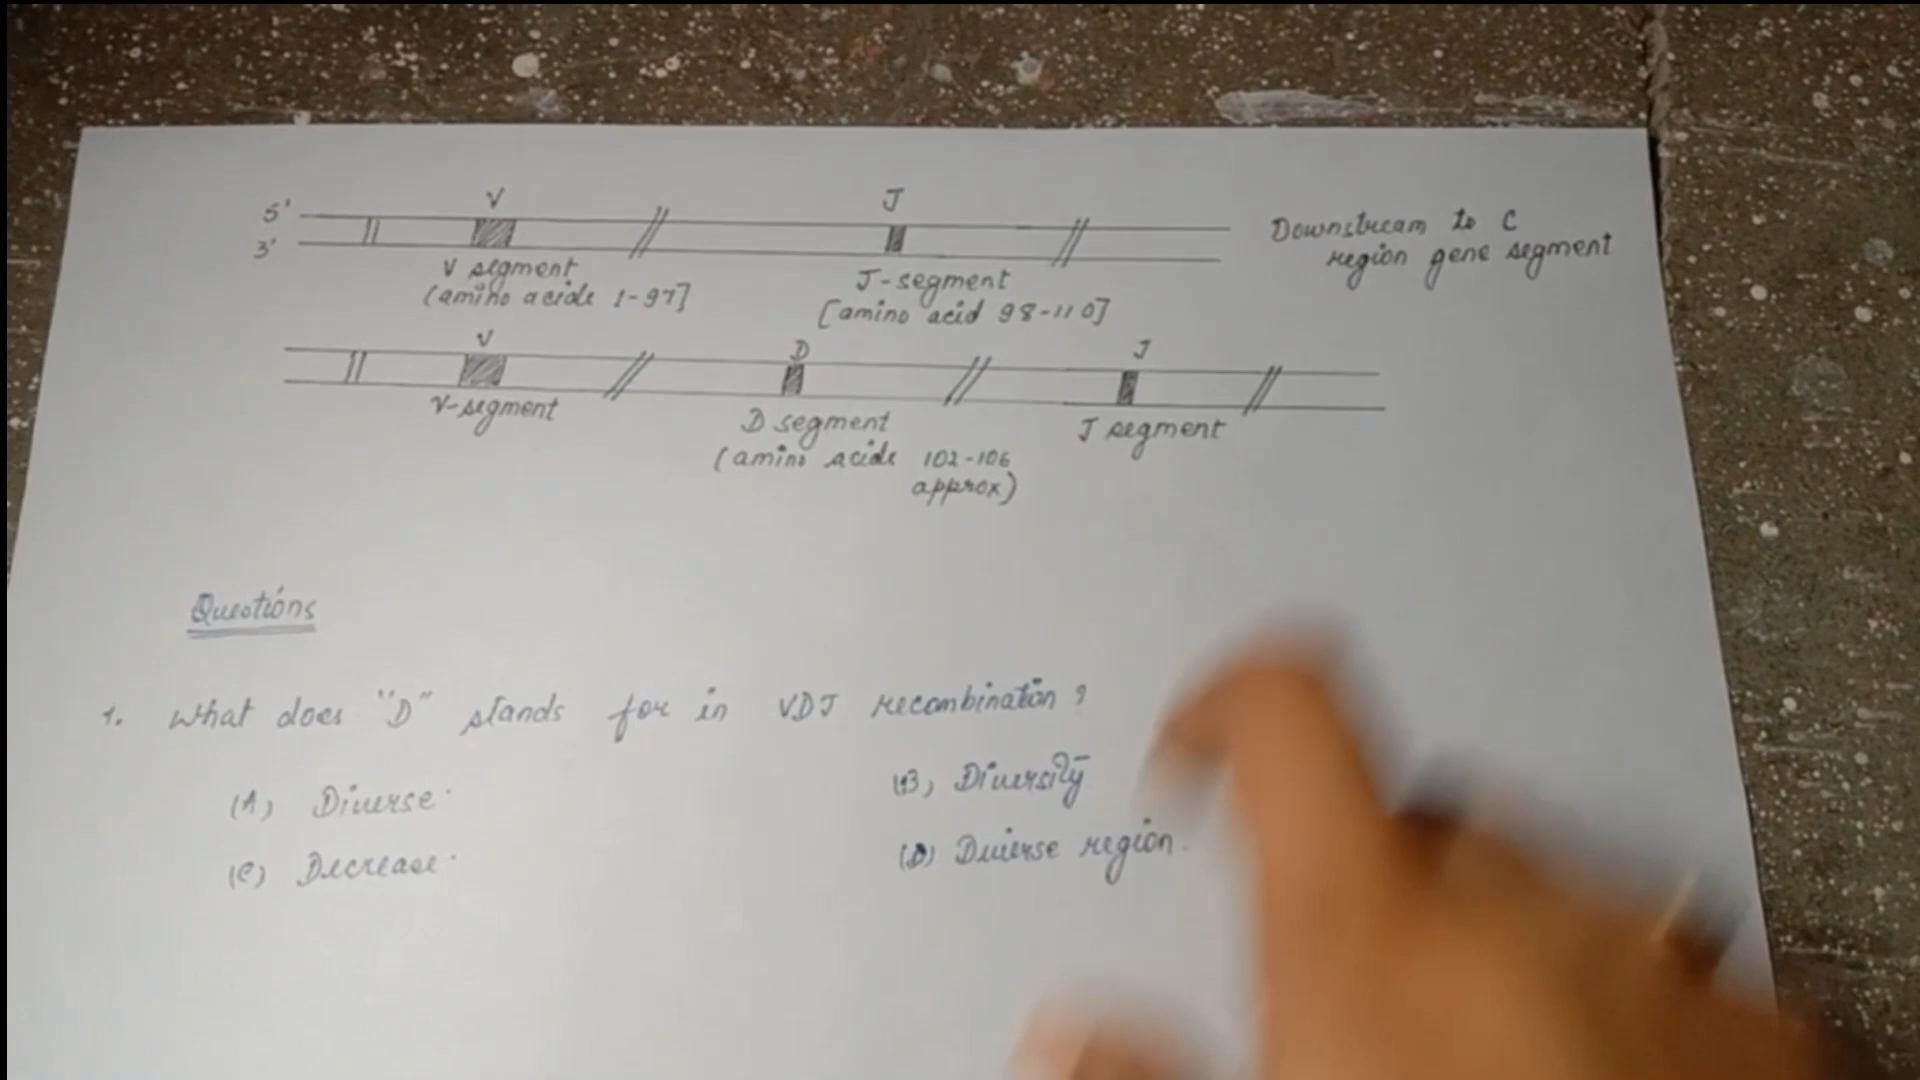 V
J
5'
3'
Downstream to C
region gene segment
V segment
(amino acids 1-97]
J-segment
[amino acid 98-110]
V
D
J
V-segment
D segment
(amino acids 102-106
approx)
J segment
Questions
1. What does "D" stands for in VDJ recombination?
(A) Diverse
(B) Diversity
(C) Decrease
(D) Diverse region.